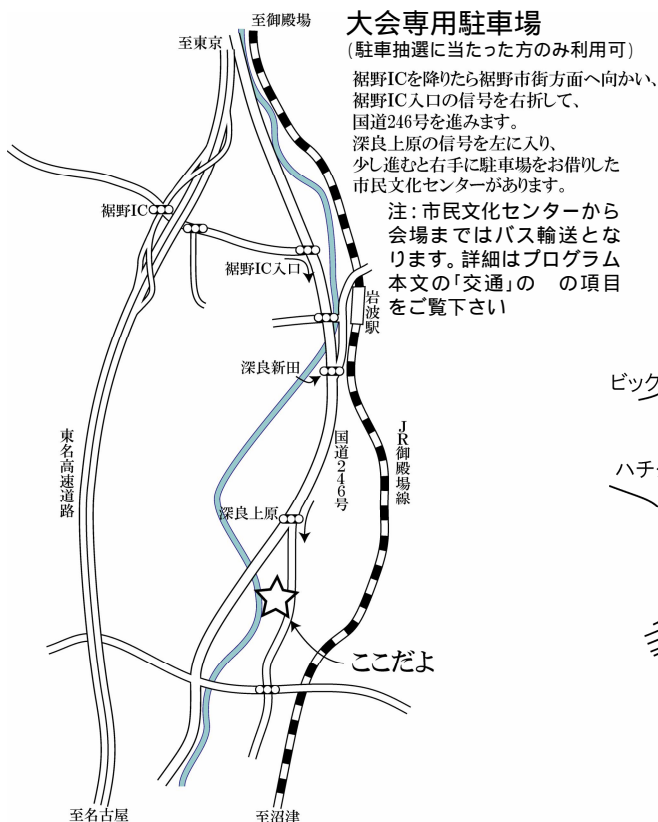 大会専用駐車場
(駐車抽選に当たった方のみ利用可)
裾野ICを降りたら裾野市街方面へ向かい、
裾野IC入口の信号を右折して、
国道246号を進みます。
深良上原の信号を左に入り、
少し進むと右手に駐車場をお借りした
市民文化センターがあります。
注:市民文化センターから
会場まではバス輸送とな
ります。詳細はプログラム
本文の「交通」の　の項目
をご覧下さい
至御殿場
至東京
裾野IC
裾野IC入口
岩波駅
深良新田
東名高速道路
国道246号
JR御殿場線
深良上原
ここだよ
至名古屋
至沼津
ビッグ
ハチ